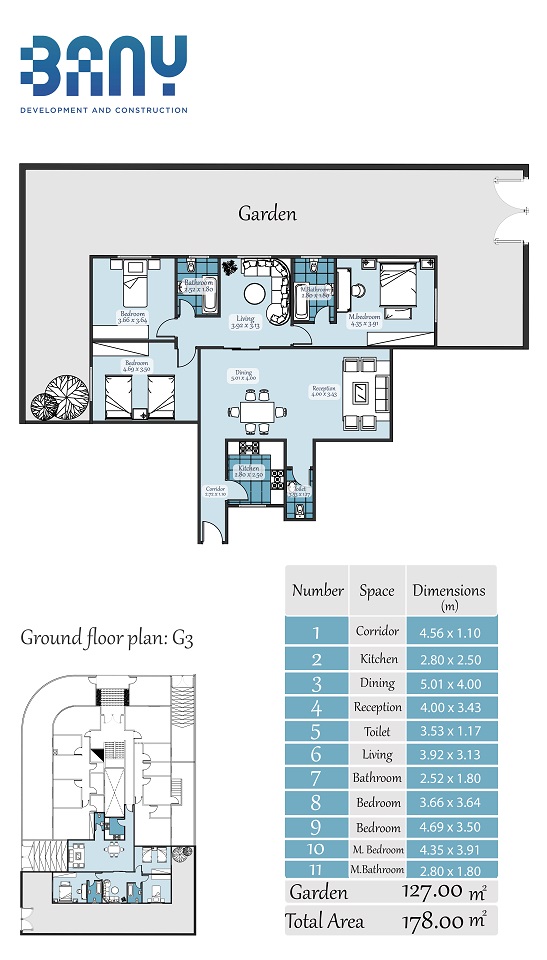 BANY
DEVELOPMENT AND CONSTRUCTION
Garden
Bathroom
2.52 x 1.80
M.Bathroom
2.80 x 1.80
Bedroom
3.66 x 3.64
Living
3.92 x 3.13
M.bedroom
4.35 x 3.91
Bedroom
4.69 x 3.50
Dining
5.01 x 4.00
Reception
4.00 x 3.43
Kitchen
2.80 x 2.50
Corridor
2.72 x 1.10
Toilet
Ground floor plan: G3
Number Space Dimensions
(m)
1 Corridor 4.56 x 1.10
2 Kitchen 2.80 x 2.50
3 Dining 5.01 x 4.00
4 Reception 4.00 x 3.43
5 Toilet 3.53 x 1.17
6 Living 3.92 x 3.13
7 Bathroom 2.52 x 1.80
8 Bedroom 3.66 x 3.64
9 Bedroom 4.69 x 3.50
10 M. Bedroom 4.35 x 3.91
11 M.Bathroom 2.80 x 1.80
Garden 127.00 m²
Total Area 178.00 m²